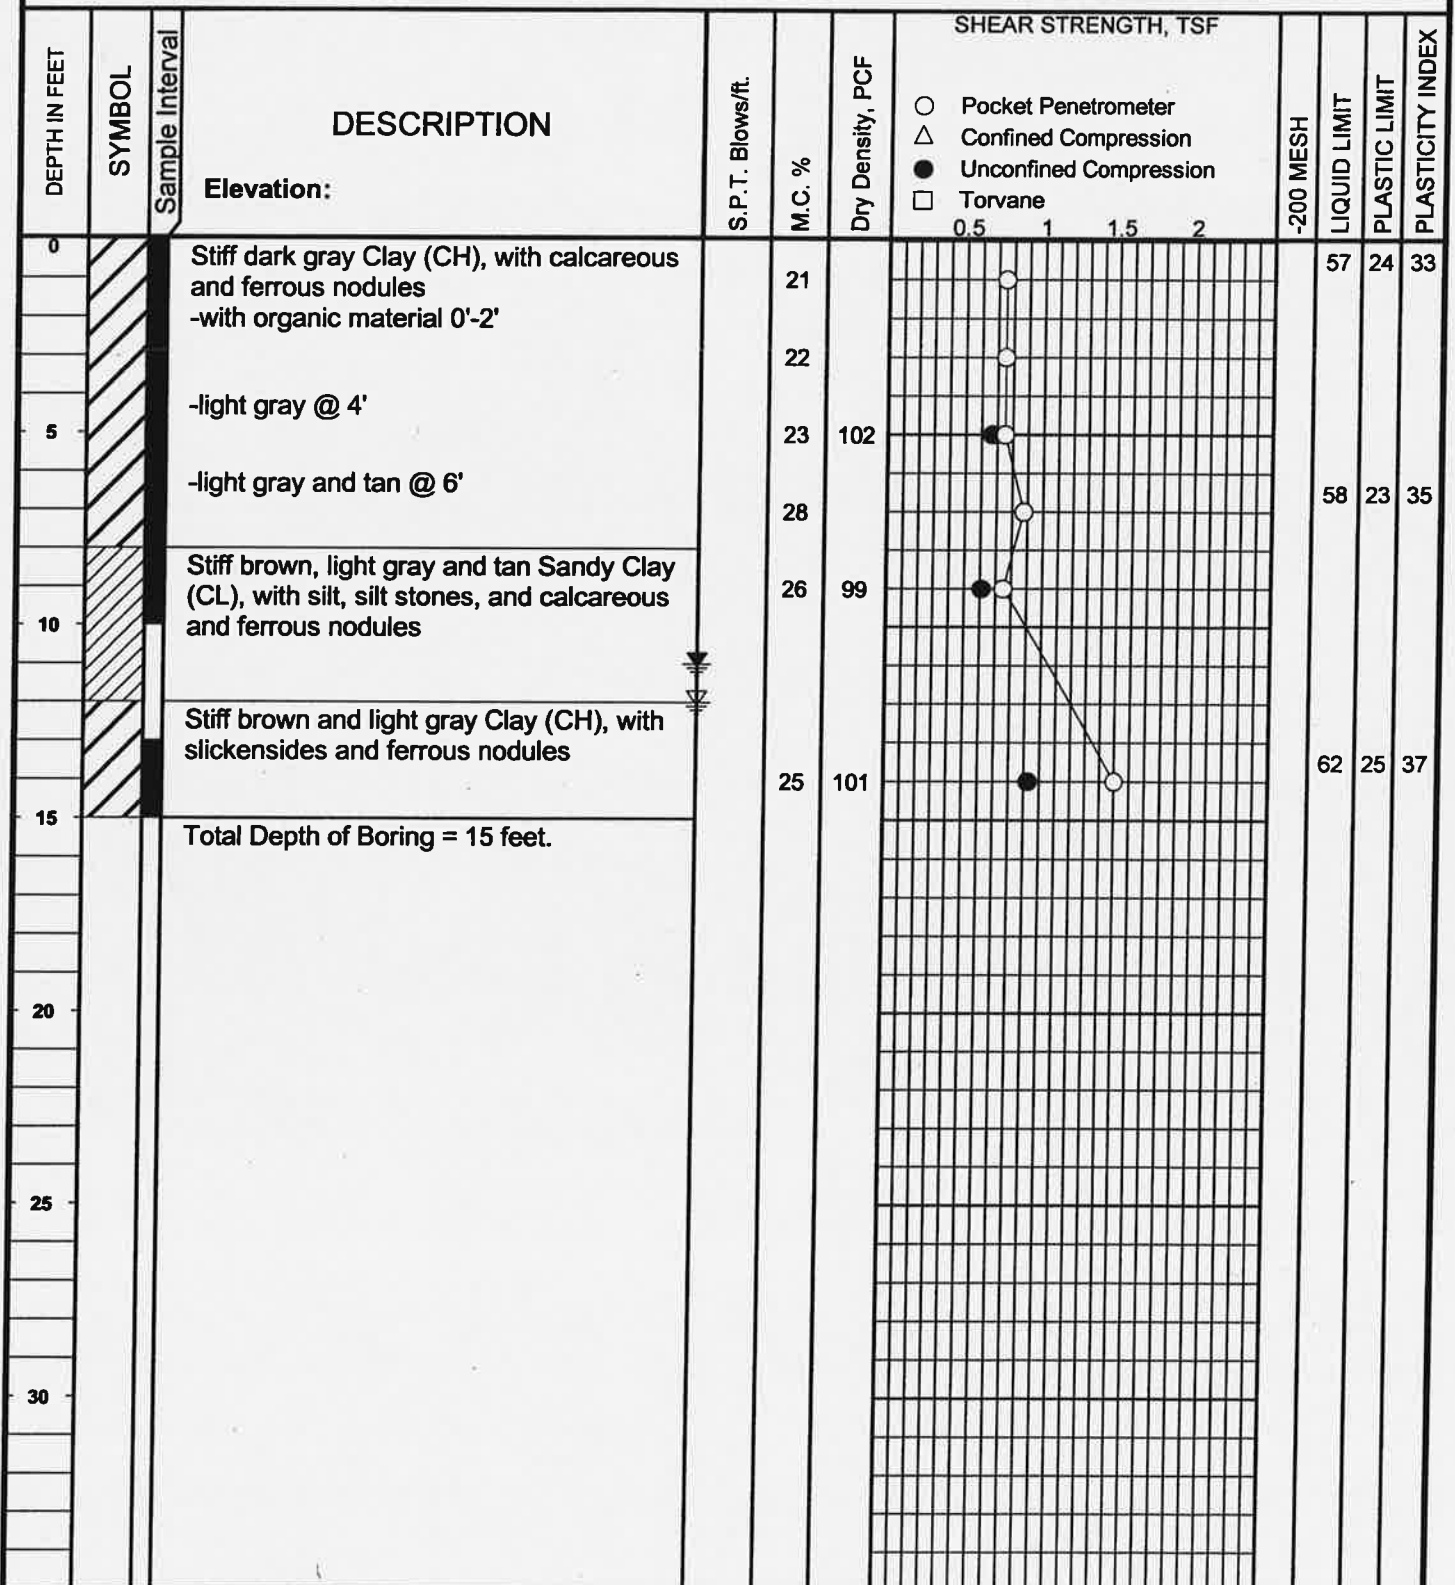 SHEAR STRENGTH, TSF
DEPTH IN FEET
SYMBOL
Sample Interval
DESCRIPTION
Elevation:
S.P.T. Blows/ft.
M.C. %
Dry Density, PCF
Pocket Penetrometer
Confined Compression
Unconfined Compression
Torvane
0.5 1 1.5 2
-200 MESH
LIQUID LIMIT
PLASTIC LIMIT
PLASTICITY INDEX
0
Stiff dark gray Clay (CH), with calcareous
and ferrous nodules
-with organic material 0'-2'
21
57 24 33
22
-light gray @ 4'
5
23 102
-light gray and tan @ 6'
28
58 23 35
Stiff brown, light gray and tan Sandy Clay
(CL), with silt, silt stones, and calcareous
and ferrous nodules
26 99
10
Stiff brown and light gray Clay (CH), with
slickensides and ferrous nodules
25 101
62 25 37
15
Total Depth of Boring = 15 feet.
20
25
30